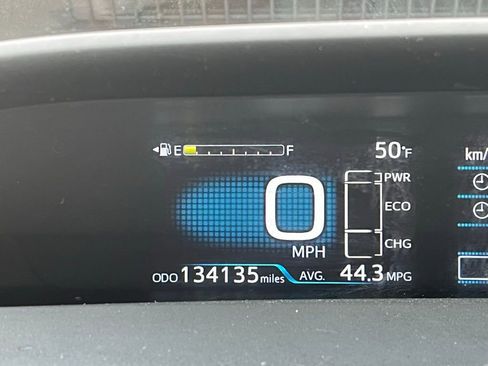 E F 50°F
km/
PWR
ECO
0
MPH
CHG
ODO 134135 miles AVG. 44.3 MPG